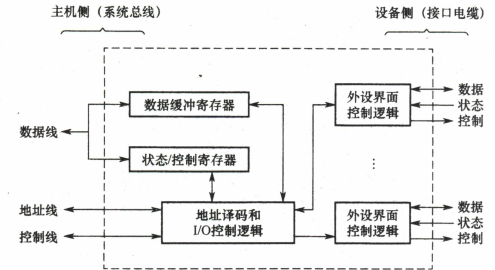 主机侧（系统总线）
设备侧（接口电缆）
数据缓冲寄存器
外设界面
控制逻辑
数据
状态
控制
数据线
状态/控制寄存器
⋮
地址线
控制线
地址译码和
I/O控制逻辑
外设界面
控制逻辑
数据
状态
控制